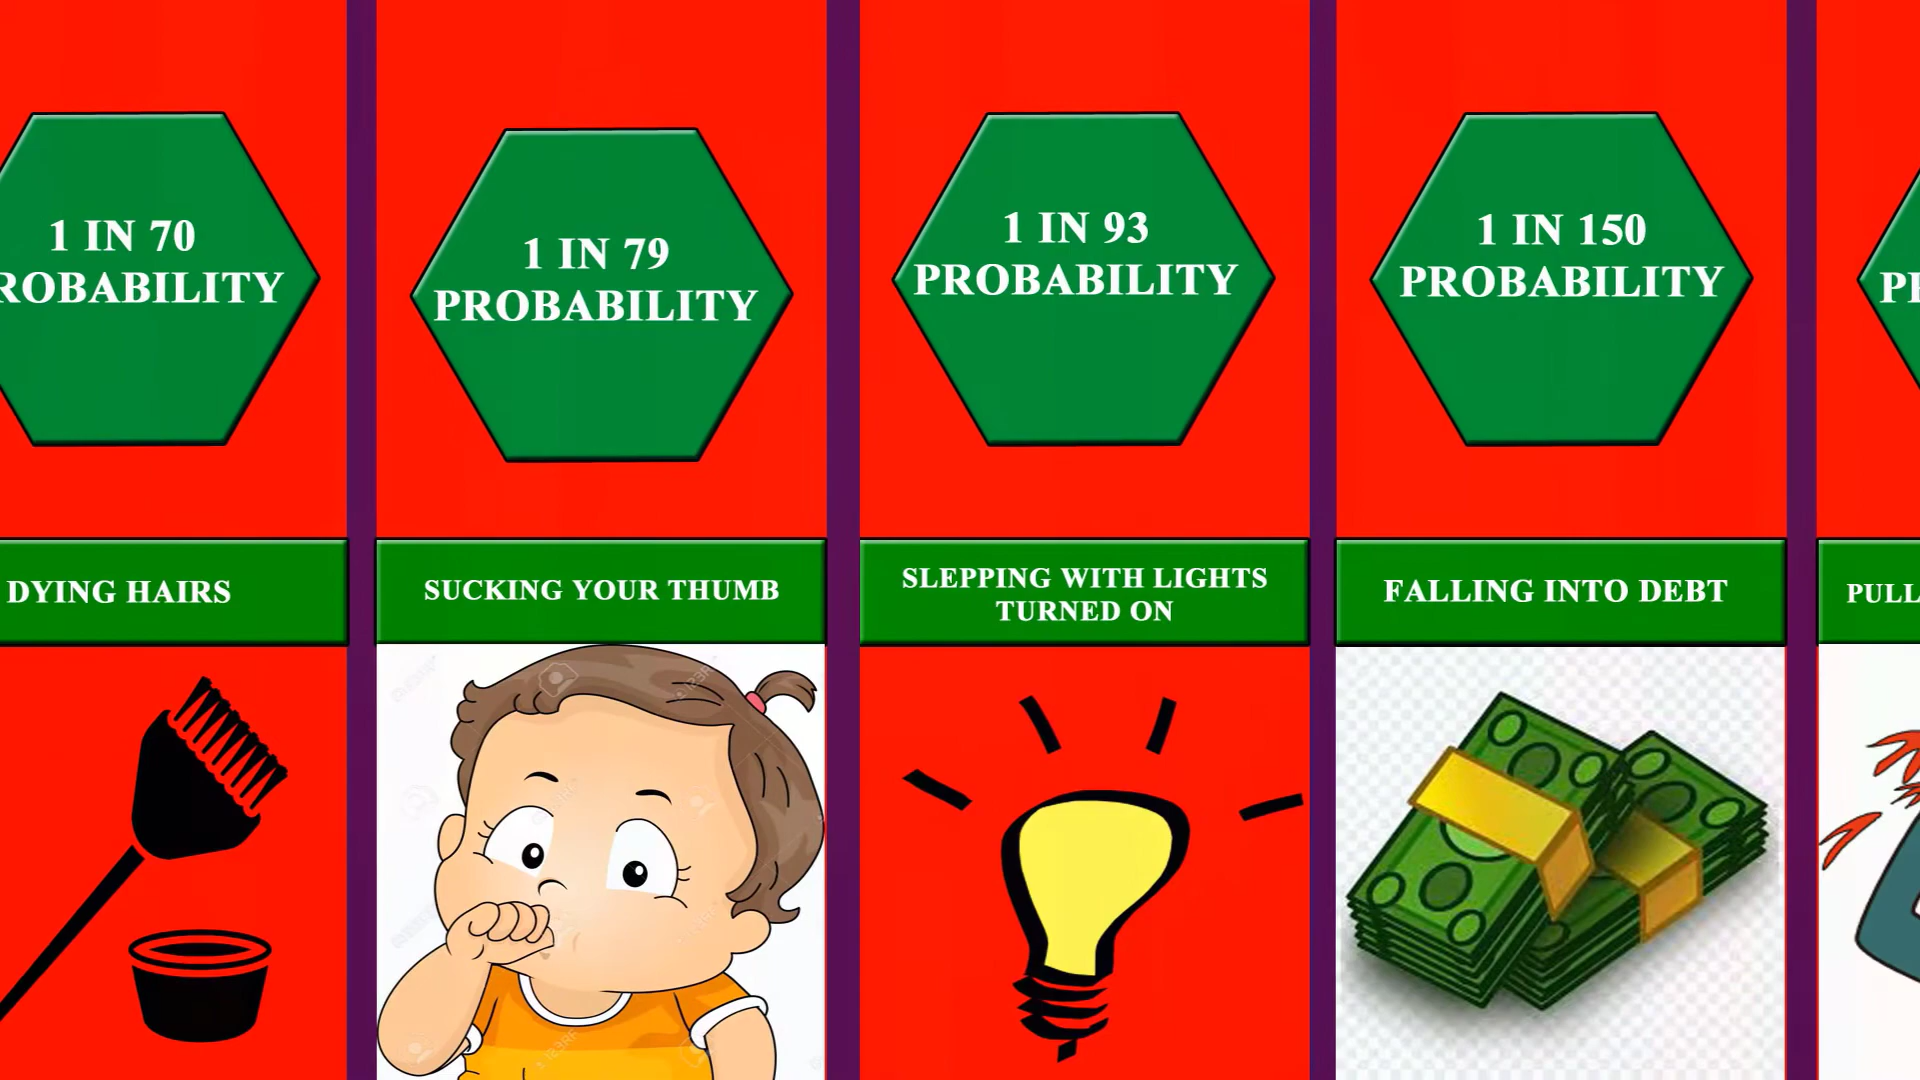 1 IN 70
ROBABILITY
DYING HAIRS
1 IN 79
PROBABILITY
SUCKING YOUR THUMB
1 IN 93
PROBABILITY
SLEPPING WITH LIGHTS
TURNED ON
1 IN 150
PROBABILITY
FALLING INTO DEBT
PULL